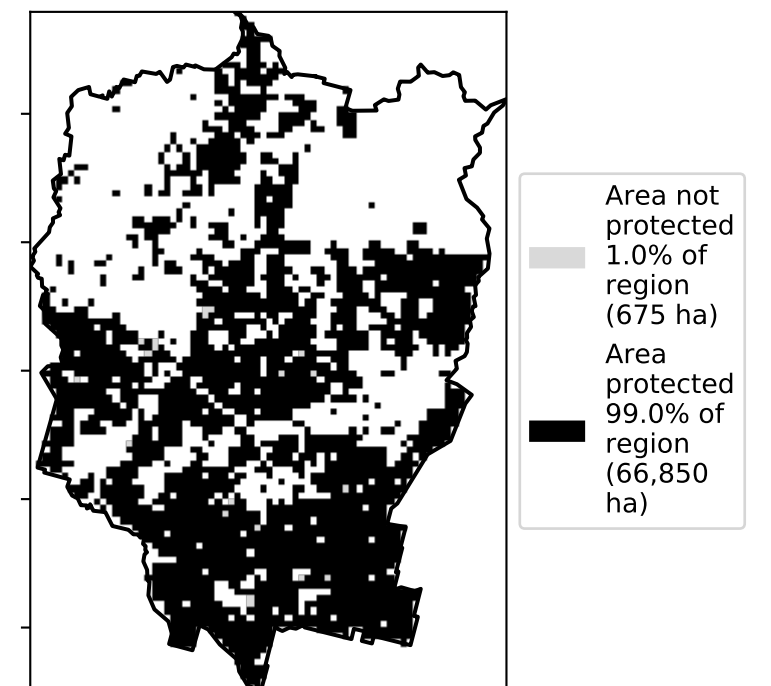 Area not
protected
1.0% of
region
(675 ha)
Area
protected
99.0% of
region
(66,850
ha)